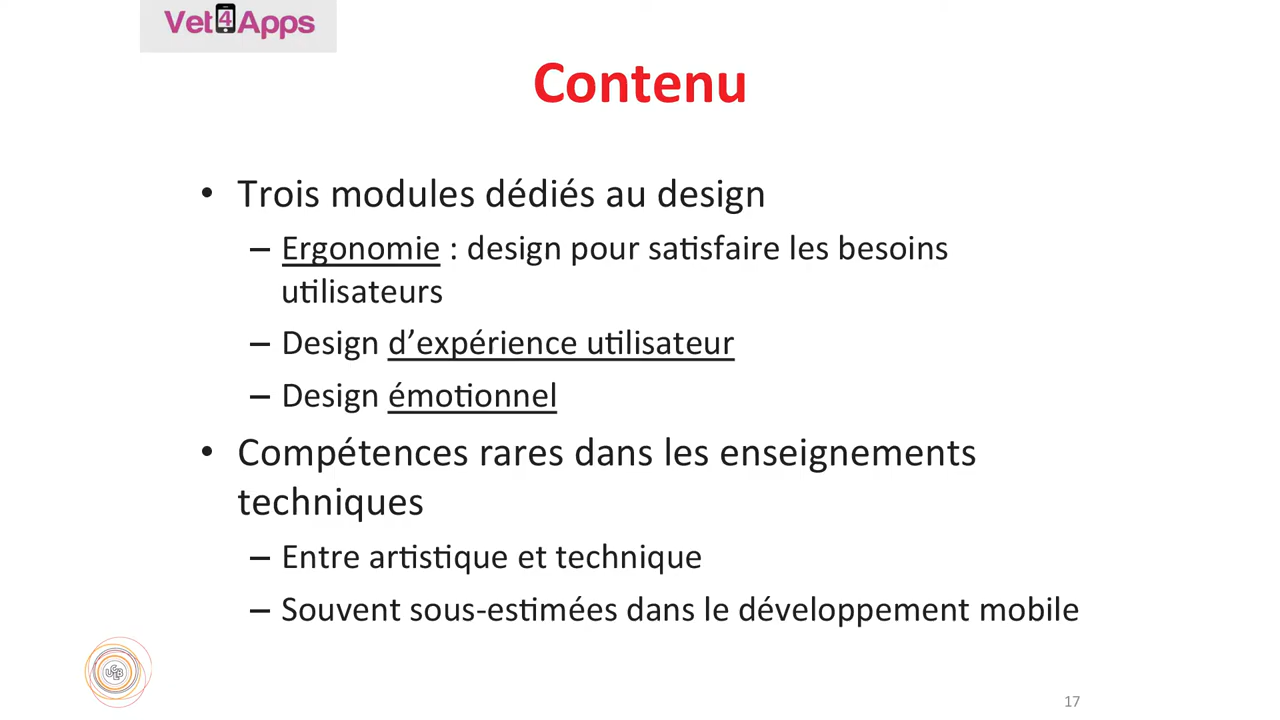 Vet4Apps
Contenu
• Trois modules dédiés au design
– Ergonomie : design pour satisfaire les besoins
utilisateurs
– Design d’expérience utilisateur
– Design émotionnel
• Compétences rares dans les enseignements
techniques
– Entre artistique et technique
– Souvent sous-estimées dans le développement mobile
17